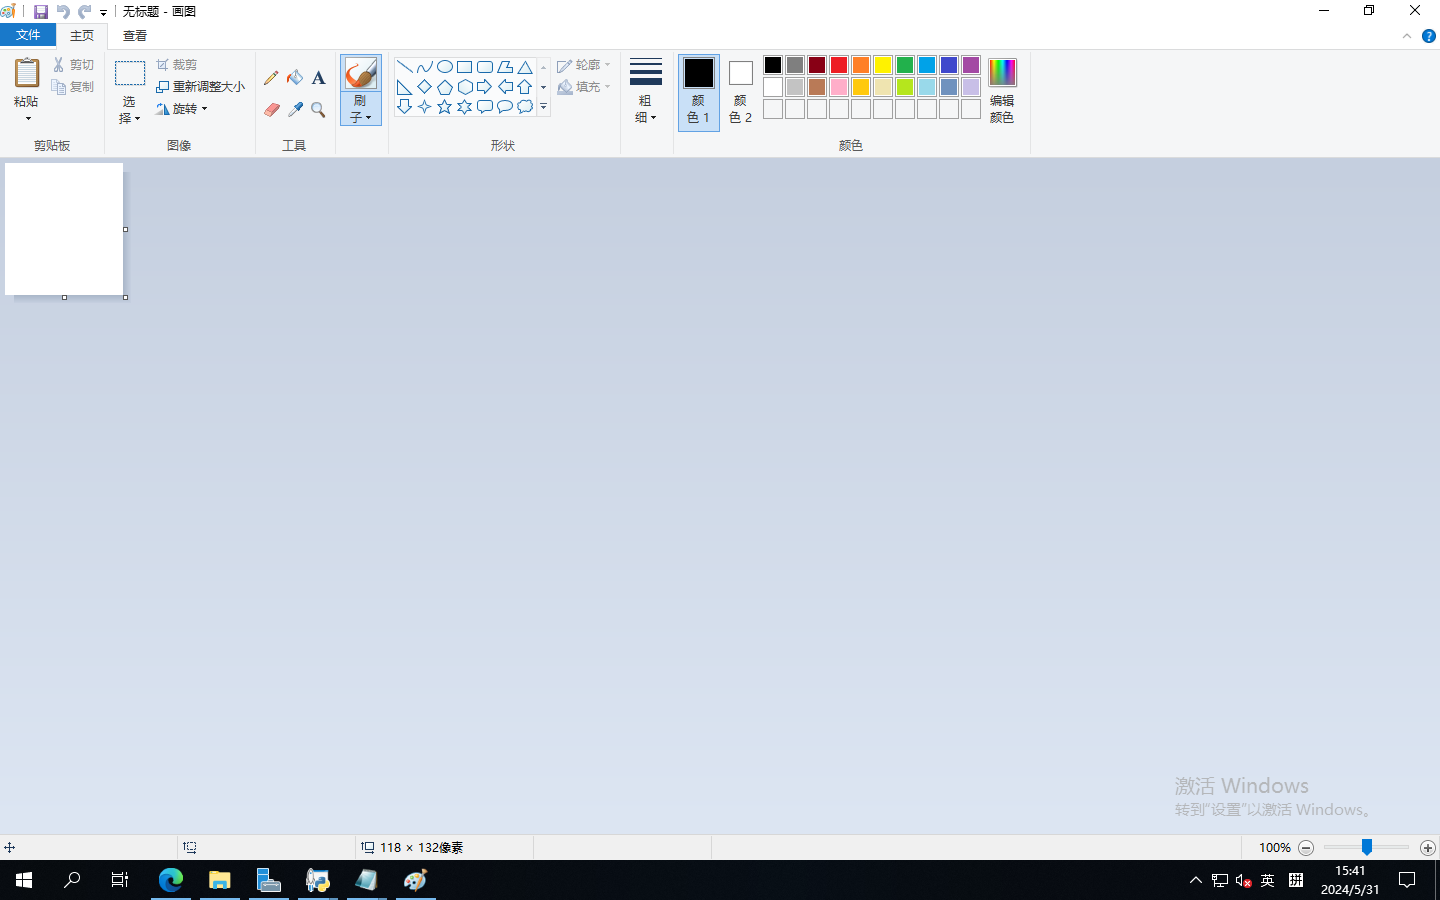 无标题 - 画图
文件
主页
查看
粘贴
剪切
复制
剪贴板
选
择
裁剪
重新调整大小
旋转
图像
A
工具
刷
子
形状
轮廓
填充
粗
细
颜
色 1
颜
色 2
编辑
颜色
颜色
激活 Windows
转到"设置"以激活 Windows。
118 × 132像素
100%
英
拼
15:41
2024/5/31